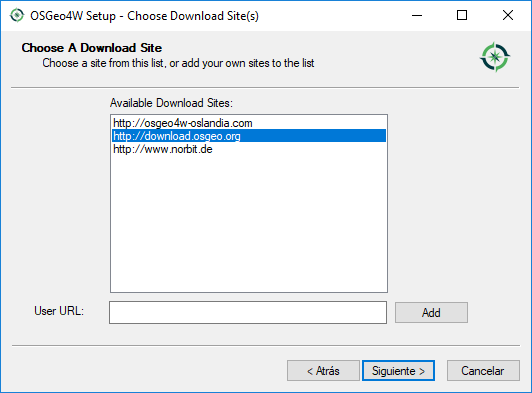 OSGeo4W Setup - Choose Download Site(s)
Choose A Download Site
Choose a site from this list, or add your own sites to the list
Available Download Sites:
http://osgeo4w-oslandia.com
http://download.osgeo.org
http://www.norbit.de
User URL:
Add
< Atrás
Siguiente >
Cancelar